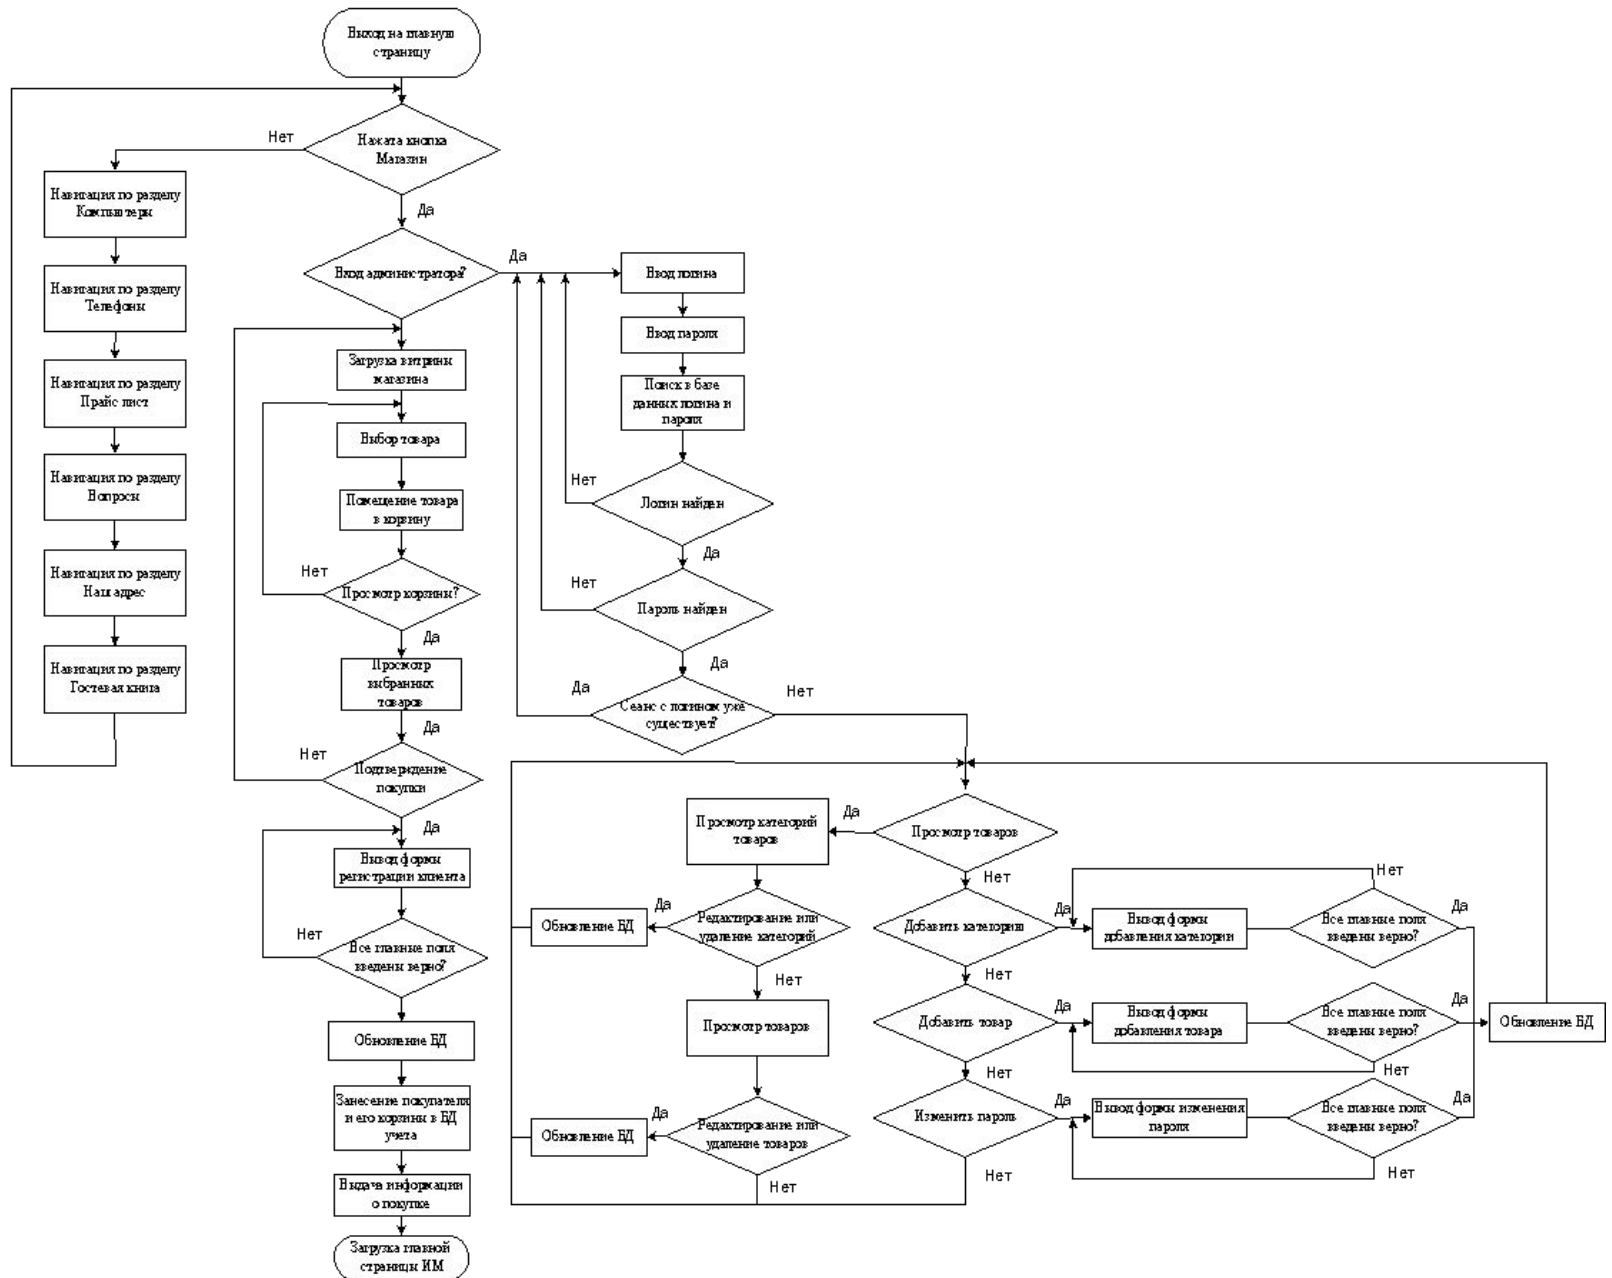 Выход на главную
страницу
Нет
Нажата кнопка
Магазин
Да
Навигация по разделу
Компьютеры
Навигация по разделу
Телефоны
Навигация по разделу
Прайс лист
Навигация по разделу
Вопросы
Навигация по разделу
Наш адрес
Навигация по разделу
Гостевая книга
Вход администратора?
Да
Загрузка витрины
магазина
Выбор товара
Помещение товара
в корзину
Нет
Просмотр корзины?
Да
Просмотр
выбранных
товаров
Да
Нет
Подтверждение
покупки
Да
Вывод формы
регистрации клиента
Нет
Все главные поля
введены верно?
Обновление БД
Занесение покупателя
и его корзины в БД
учета
Выдача информации
о покупке
Загрузка главной
страницы ИМ
Ввод логина
Ввод пароля
Поиск в базе
данных логина и
пароля
Нет
Логин найден
Да
Нет
Пароль найден
Да
Да
Сеанс с логином уже
существует?
Нет
Просмотр товаров
Да
Нет
Просмотр категорий
товаров
Редактирование или
удаление категорий
Да
Обновление БД
Нет
Просмотр товаров
Редактирование или
удаление товаров
Да
Обновление БД
Нет
Добавить категорию
Да
Нет
Вывод формы
добавления категории
Нет
Все главные поля
введены верно?
Да
Добавить товар
Да
Нет
Вывод формы
добавления товара
Все главные поля
введены верно?
Да
Нет
Обновление БД
Изменить пароль
Да
Нет
Вывод формы изменения
пароля
Все главные поля
введены верно?
Да
Нет